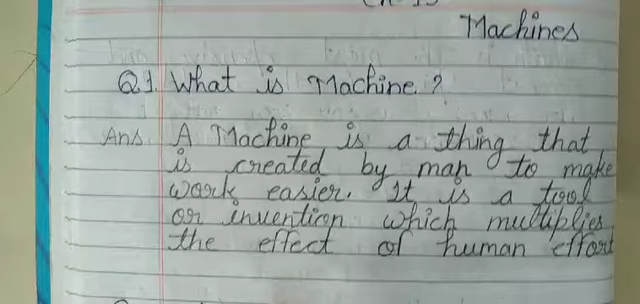 Machines
Q.1. What is Machine?
Ans. A Machine is a thing that
is created by man to make
work easier. It is a tool
or invention which multiplies
the effect of human effort